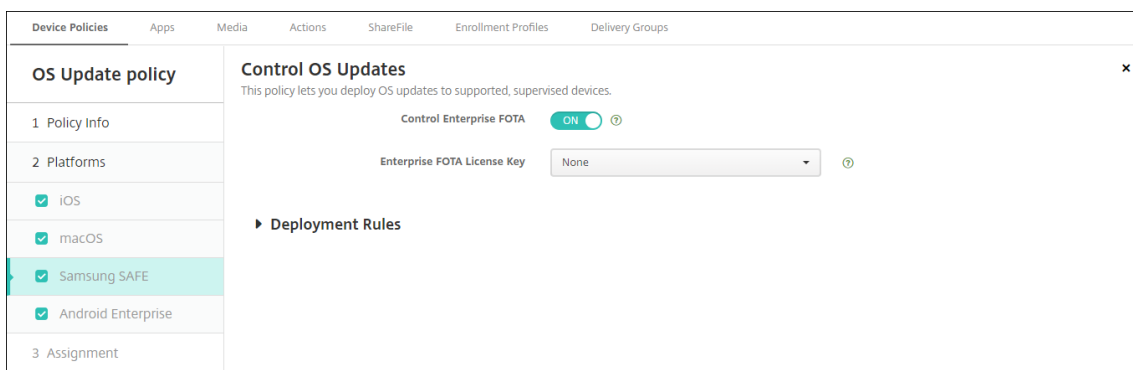 Device Policies Apps Media Actions ShareFile Enrollment Profiles Delivery Groups
OS Update policy
1 Policy Info
2 Platforms
iOS
macOS
Samsung SAFE
Android Enterprise
3 Assignment
Control OS Updates
This policy lets you deploy OS updates to supported, supervised devices.
Control Enterprise FOTA ON
Enterprise FOTA License Key None
Deployment Rules